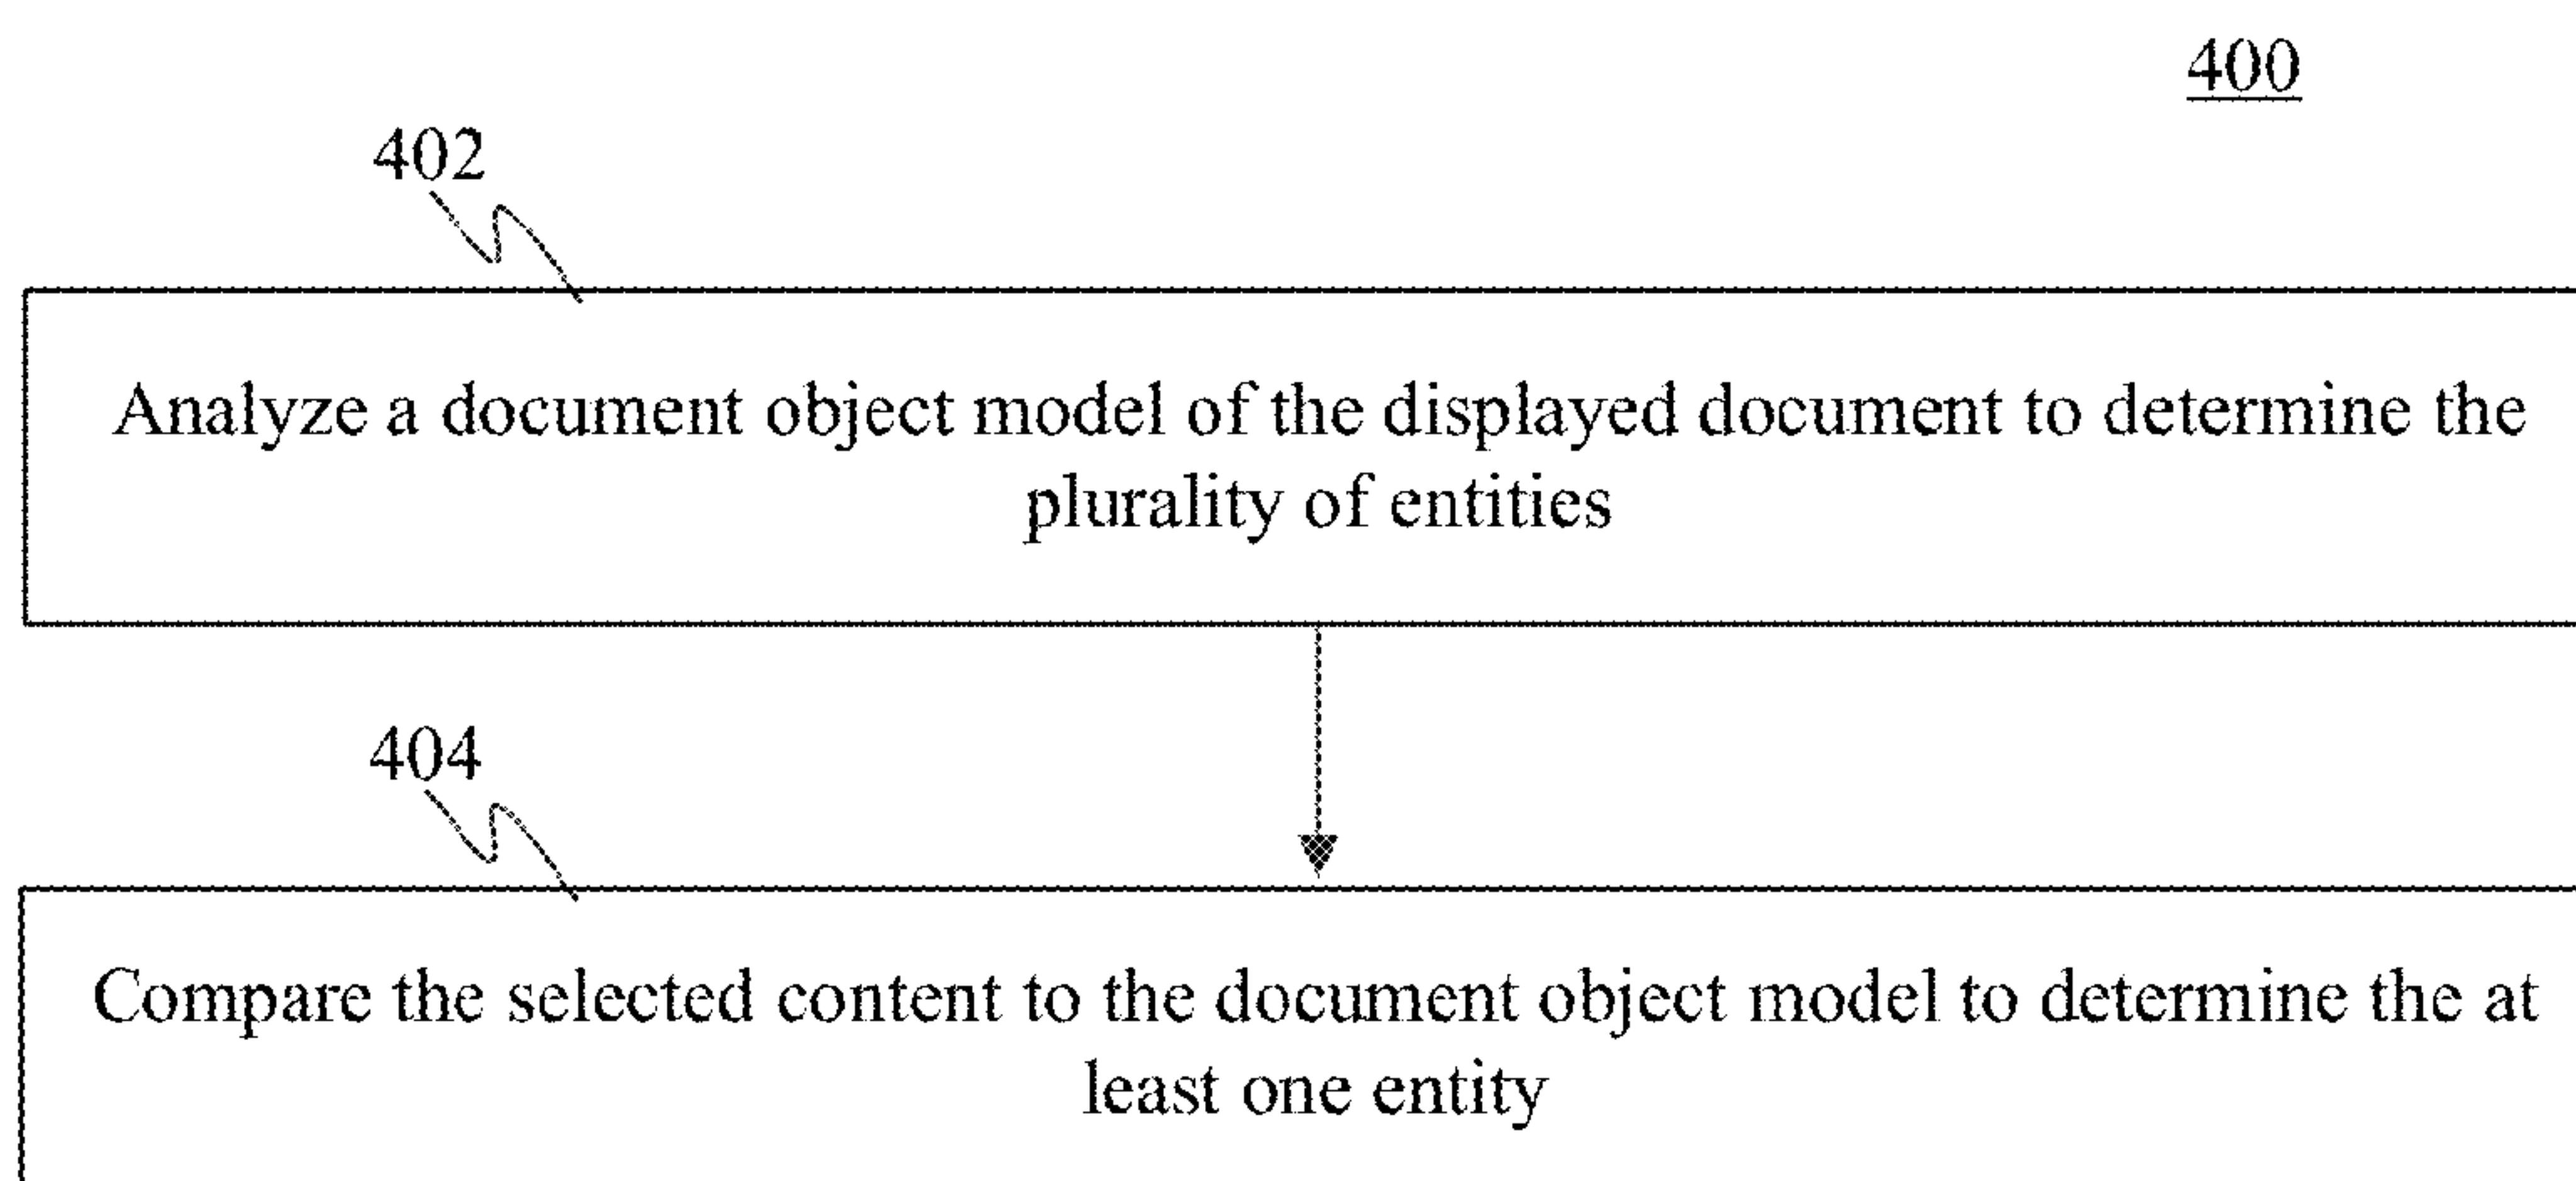 400
402
Analyze a document object model of the displayed document to determine the
plurality of entities
404
Compare the selected content to the document object model to determine the at
least one entity